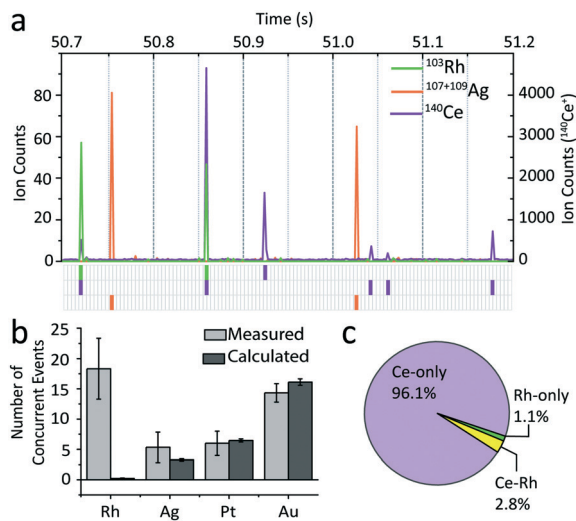 a
Time (s)
50.7 50.8 50.9 51.0 51.1 51.2
Ion Counts
80
60
40
20
0
¹⁰³Rh
¹⁰⁷⁺¹⁰⁹Ag
¹⁴⁰Ce
4000
3000
2000
1000
0
Ion Counts (¹⁴⁰Ce⁺)
b
Number of
Concurrent Events
25
20
15
10
5
0
Measured
Calculated
Rh Ag Pt Au
c
Ce-only
96.1%
Rh-only
1.1%
Ce-Rh
2.8%